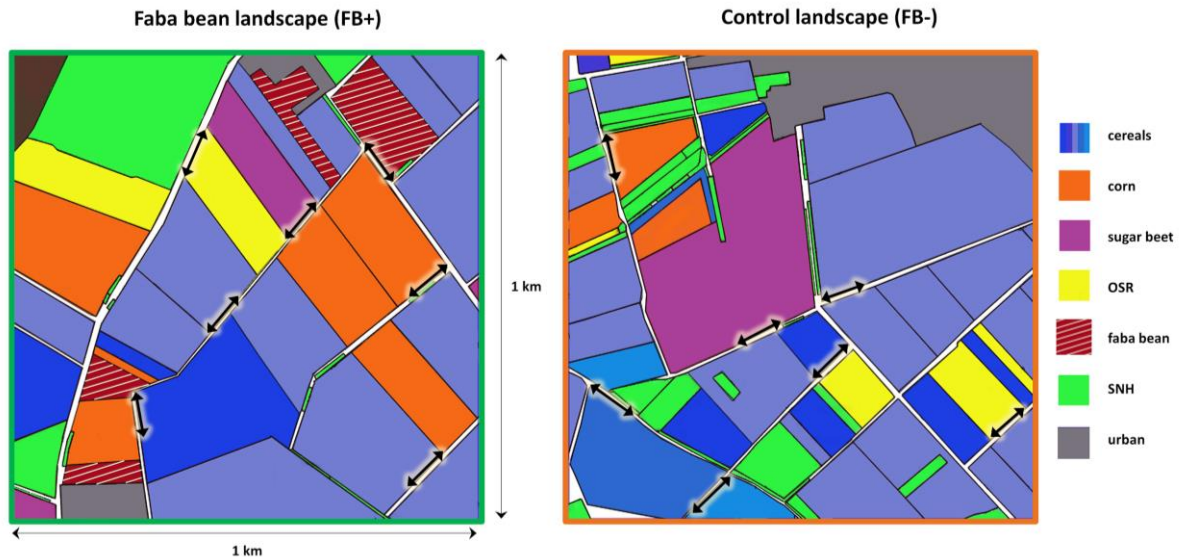 Faba bean landscape (FB+)
Control landscape (FB-)
1 km
1 km
cereals
corn
sugar beet
OSR
faba bean
SNH
urban